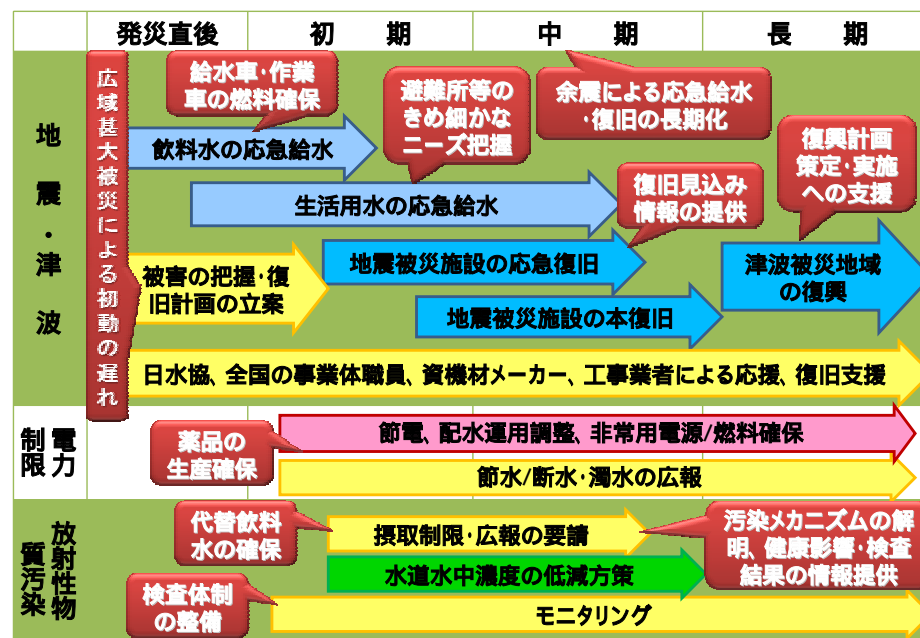 発災直後
初期
中期
長期
地震・津波
広域甚大被災による初動の遅れ
給水車・作業
車の燃料確保
避難所等の
きめ細かな
ニーズ把握
余震による応急給水
・復旧の長期化
復興計画
策定・実施
への支援
飲料水の応急給水
生活用水の応急給水
復旧見込み
情報の提供
被害の把握・復
旧計画の立案
地震被災施設の応急復旧
津波被災地域
の復興
地震被災施設の本復旧
日水協、全国の事業体職員、資機材メーカー、工事業者による応援、復旧支援
電力
制限
薬品の
生産確保
節電、配水運用調整、非常用電源/燃料確保
節水/断水・濁水の広報
放射性物
質汚染
代替飲料
水の確保
摂取制限・広報の要請
汚染メカニズムの解
明、健康影響・検査
結果の情報提供
水道水中濃度の低減方策
検査体制
の整備
モニタリング